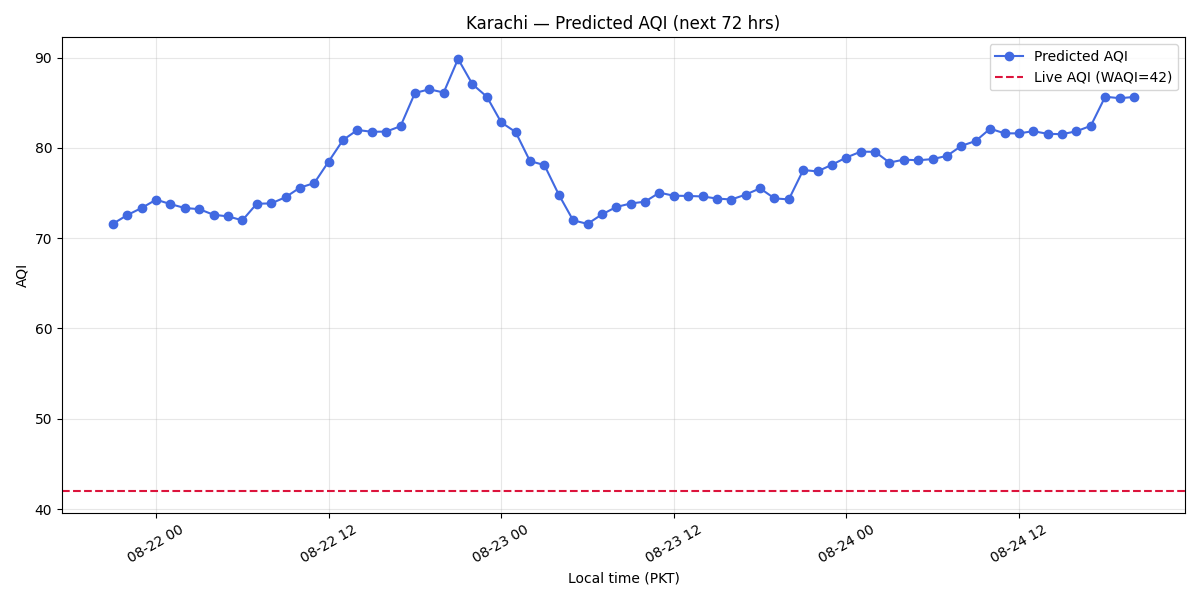 Karachi — Predicted AQI (next 72 hrs)
Predicted AQI
Live AQI (WAQI=42)
AQI
90
80
70
60
50
40
08-22 00
08-22 12
08-23 00
08-23 12
08-24 00
08-24 12
Local time (PKT)